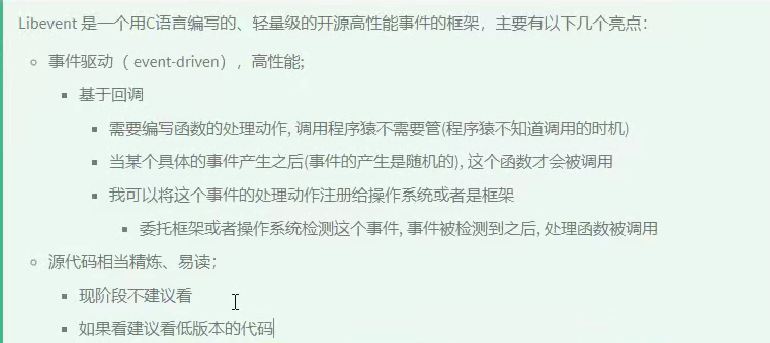 Libevent 是一个用C语言编写的、轻量级的开源高性能事件的框架，主要有以下几个亮点：
事件驱动（ event-driven），高性能;
基于回调
需要编写函数的处理动作, 调用程序猿不需要管(程序猿不知道调用的时机)
当某个具体的事件产生之后(事件的产生是随机的), 这个函数才会被调用
我可以将这个事件的处理动作注册给操作系统或者是框架
委托框架或者操作系统检测这个事件, 事件被检测到之后, 处理函数被调用
源代码相当精炼、易读；
现阶段不建议看
如果看建议看低版本的代码